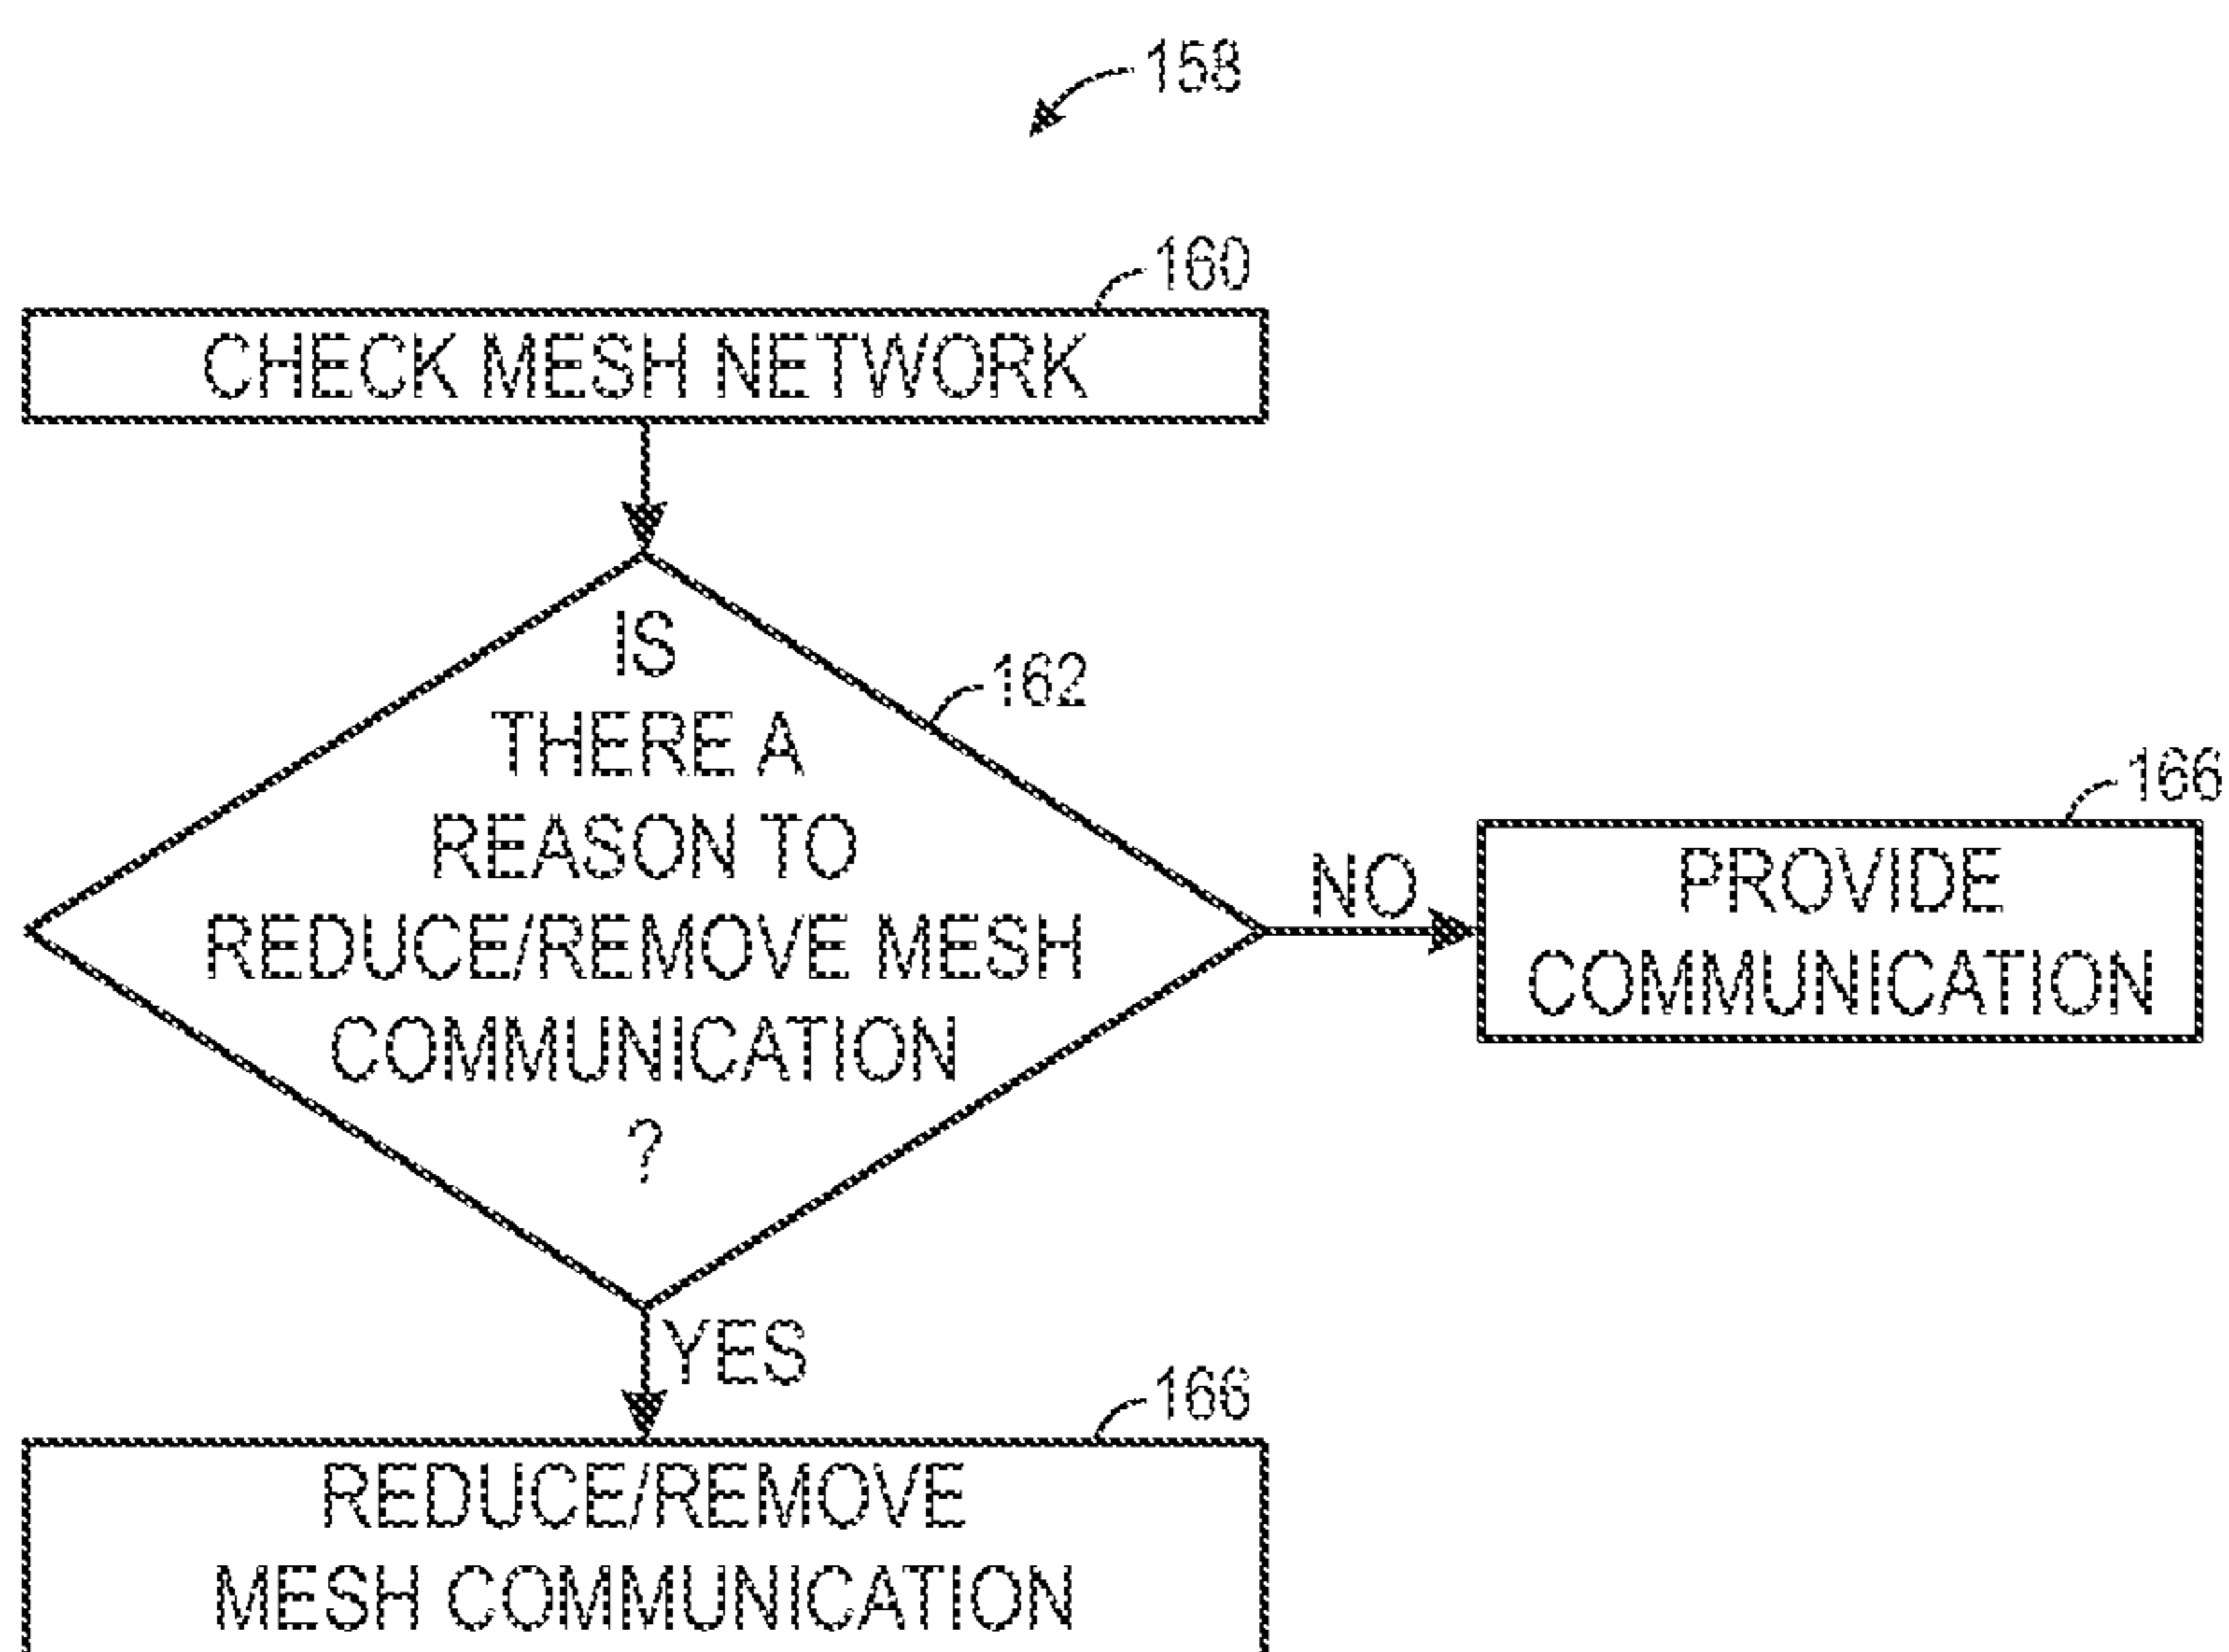 158
160
CHECK MESH NETWORK
IS
THERE A
REASON TO
REDUCE/REMOVE MESH
COMMUNICATION
?
162
NO
166
PROVIDE
COMMUNICATION
YES
166
REDUCE/REMOVE
MESH COMMUNICATION